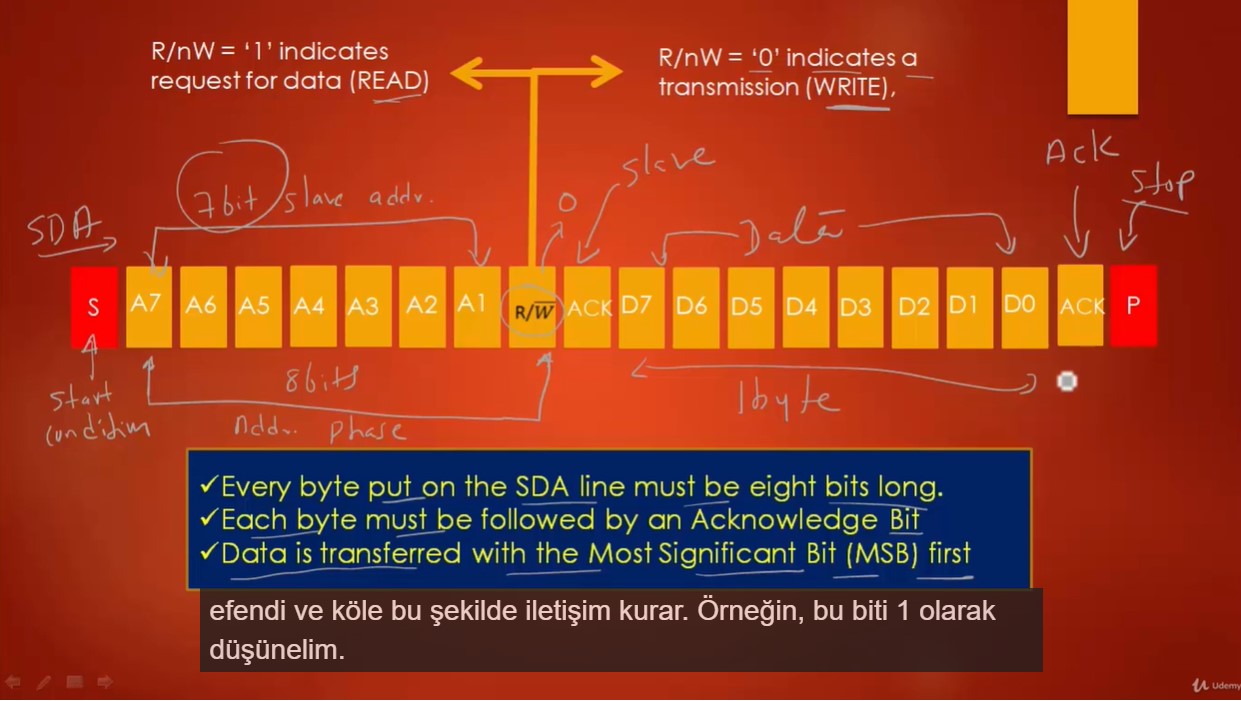 R/nW = ‘1’ indicates
request for data (READ)
R/nW = ‘0’ indicates a
transmission (WRITE),
Ack
slave
Stop
7bit slave addr.
0
SDA
Data
S A7 A6 A5 A4 A3 A2 A1 R/W̅ ACK D7 D6 D5 D4 D3 D2 D1 D0 ACK P
8bits
1byte
Start
condition
Addr. phase
✓Every byte put on the SDA line must be eight bits long.
✓Each byte must be followed by an Acknowledge Bit
✓Data is transferred with the Most Significant Bit (MSB) first
efendi ve köle bu şekilde iletişim kurar. Örneğin, bu biti 1 olarak
düşünelim.
Udemy